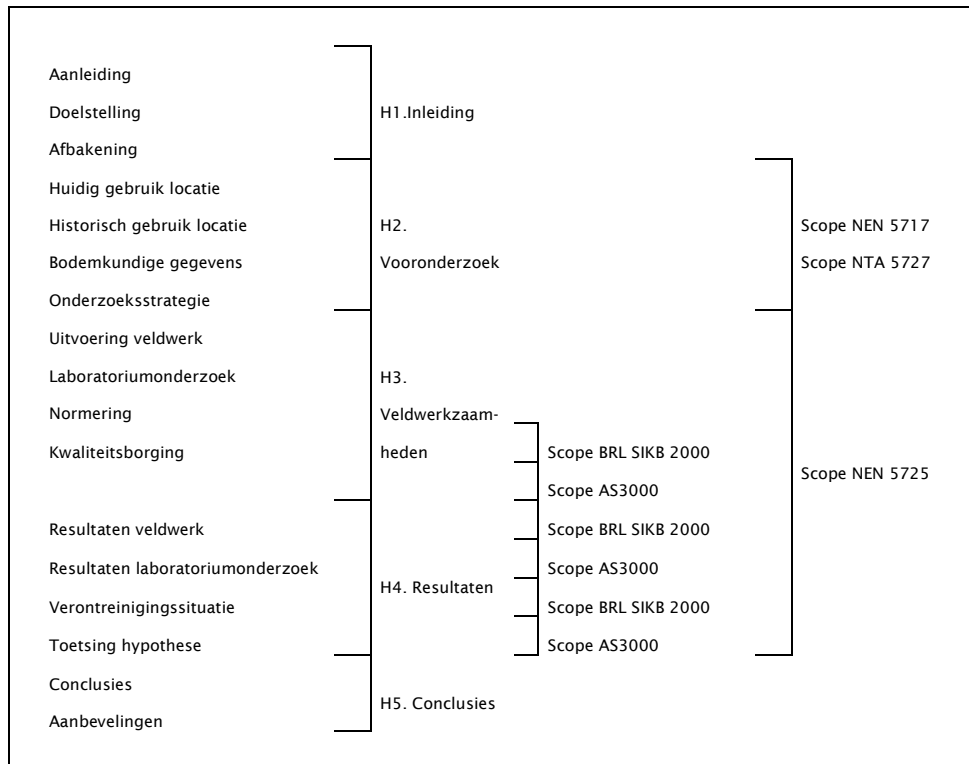 Aanleiding
Doelstelling
H1.Inleiding
Afbakening
Huidig gebruik locatie
Historisch gebruik locatie
H2.
Scope NEN 5717
Bodemkundige gegevens
Vooronderzoek
Scope NTA 5727
Onderzoeksstrategie
Uitvoering veldwerk
Laboratoriumonderzoek
H3.
Normering
Veldwerkzaam-
Kwaliteitsborging
heden
Scope BRL SIKB 2000
Scope NEN 5725
Scope AS3000
Resultaten veldwerk
Scope BRL SIKB 2000
Resultaten laboratoriumonderzoek
Scope AS3000
H4. Resultaten
Verontreinigingssituatie
Scope BRL SIKB 2000
Toetsing hypothese
Scope AS3000
Conclusies
H5. Conclusies
Aanbevelingen